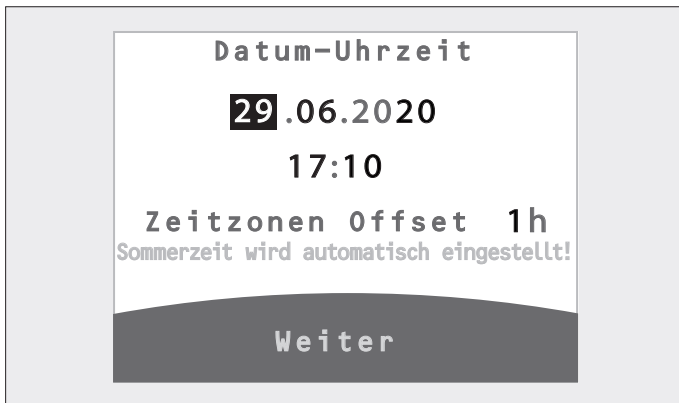 Datum-Uhrzeit
29.06.2020
17:10
Zeitzonen Offset 1h
Sommerzeit wird automatisch eingestellt!
Weiter